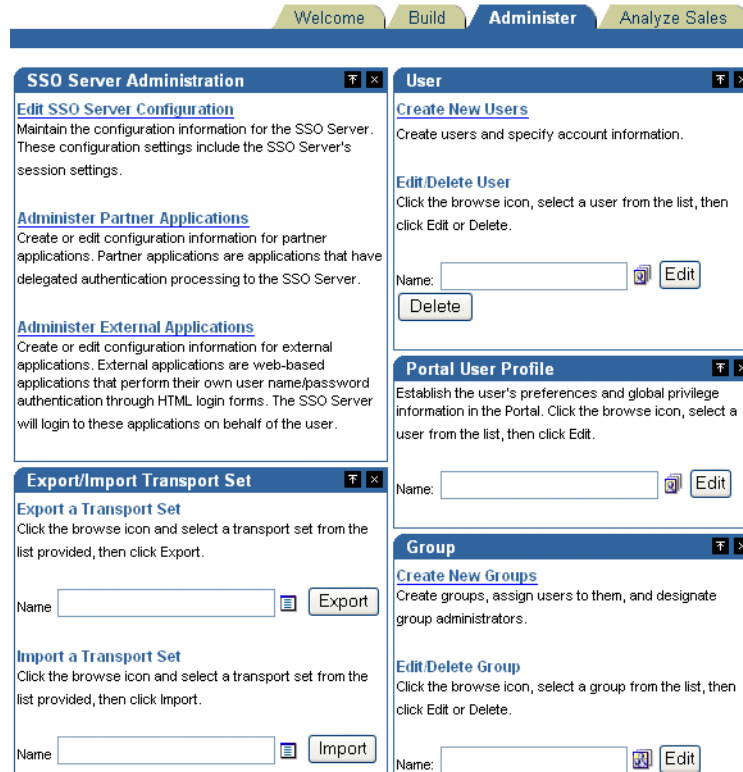 Welcome
Build
Administer
Analyze Sales
SSO Server Administration
Edit SSO Server Configuration
Maintain the configuration information for the SSO Server.
These configuration settings include the SSO Server's
session settings.
Administer Partner Applications
Create or edit configuration information for partner
applications. Partner applications are applications that have
delegated authentication processing to the SSO Server.
Administer External Applications
Create or edit configuration information for external
applications. External applications are web-based
applications that perform their own user name/password
authentication through HTML login forms. The SSO Server
will login to these applications on behalf of the user.
Export/Import Transport Set
Export a Transport Set
Click the browse icon and select a transport set from the
list provided, then click Export.
Name
Export
Import a Transport Set
Click the browse icon and select a transport set from the
list provided, then click Import.
Name
Import
User
Create New Users
Create users and specify account information.
Edit/Delete User
Click the browse icon, select a user from the list, then
click Edit or Delete.
Name:
Edit
Delete
Portal User Profile
Establish the user's preferences and global privilege
information in the Portal. Click the browse icon, select a
user from the list, then click Edit.
Name:
Edit
Group
Create New Groups
Create groups, assign users to them, and designate
group administrators.
Edit/Delete Group
Click the browse icon, select a group from the list, then
click Edit or Delete.
Name:
Edit